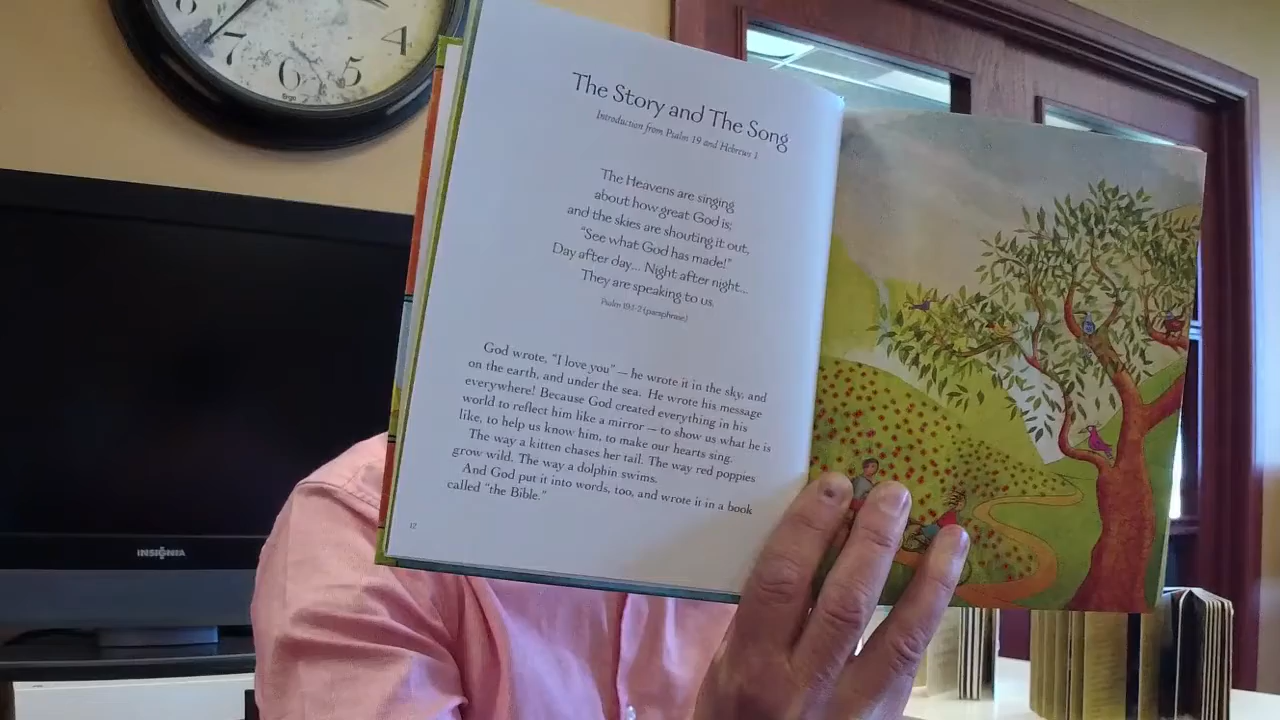 8
7
6
5
4
The Story and The Song
Introduction from Psalm 19 and Hebrews 1
The Heavens are singing
about how great God is;
and the skies are shouting it out,
"See what God has made!"
Day after day... Night after night...
They are speaking to us.
Psalm 19:1-2 (paraphrase)
God wrote, "I love you" — he wrote it in the sky, and
on the earth, and under the sea. He wrote his message
everywhere! Because God created everything in his
world to reflect him like a mirror — to show us what he is
like, to help us know him, to make our hearts sing.
The way a kitten chases her tail. The way red poppies
grow wild. The way a dolphin swims.
And God put it into words, too, and wrote it in a book
called "the Bible."
12
INSIGNIA